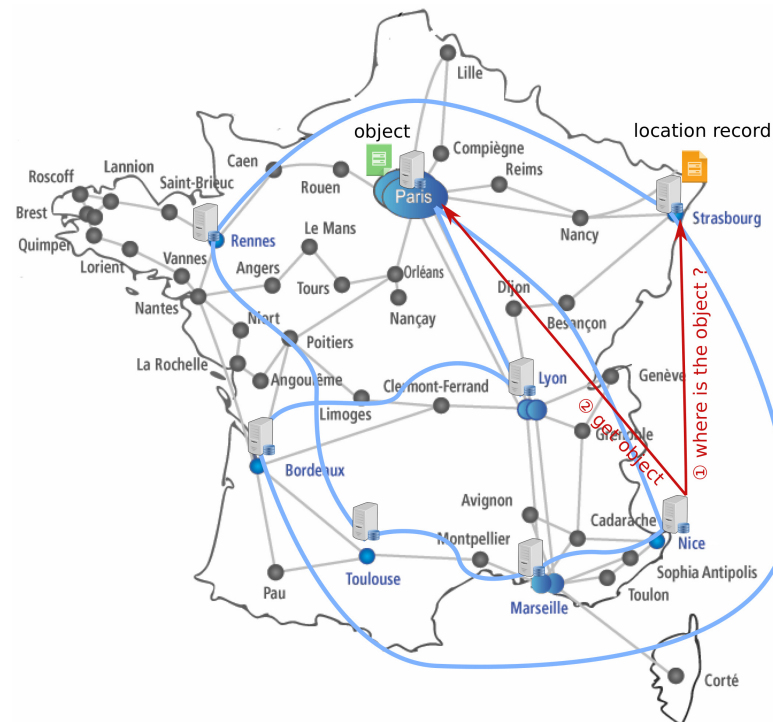 Lille
object
location record
Compiègne
Caen
Reims
Lannion
Roscoff
Saint-Brieuc
Rouen
Paris
Brest
Strasbourg
Rennes
Le Mans
Nancy
Quimper
Vannes
Lorient
Angers
Orléans
Tours
Dijon
Nantes
Nançay
Besançon
Niort
Poitiers
① where is the object ?
La Rochelle
Genève
Lyon
Angoulême
Clermont-Ferrand
Limoges
② get object
Grenoble
Bordeaux
Avignon
Cadarache
Montpellier
Nice
Toulouse
Sophia Antipolis
Pau
Marseille
Toulon
Corté